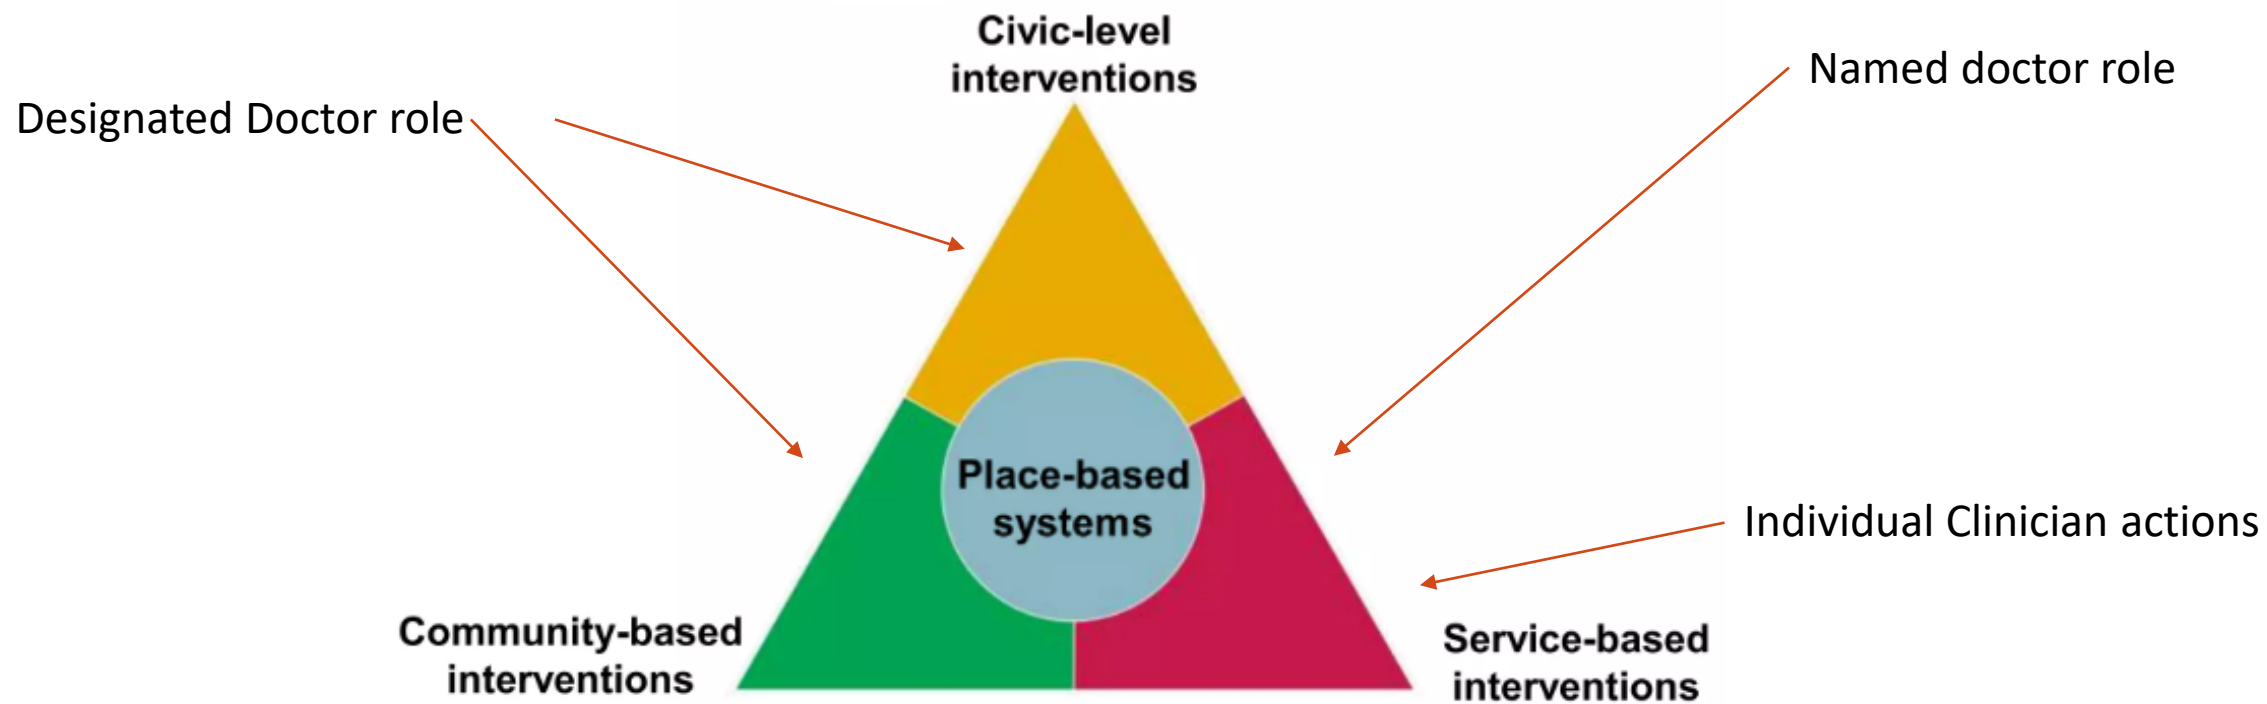 Civic-level
interventions
Designated Doctor role
Named doctor role
Place-based
systems
Individual Clinician actions
Community-based
interventions
Service-based
interventions